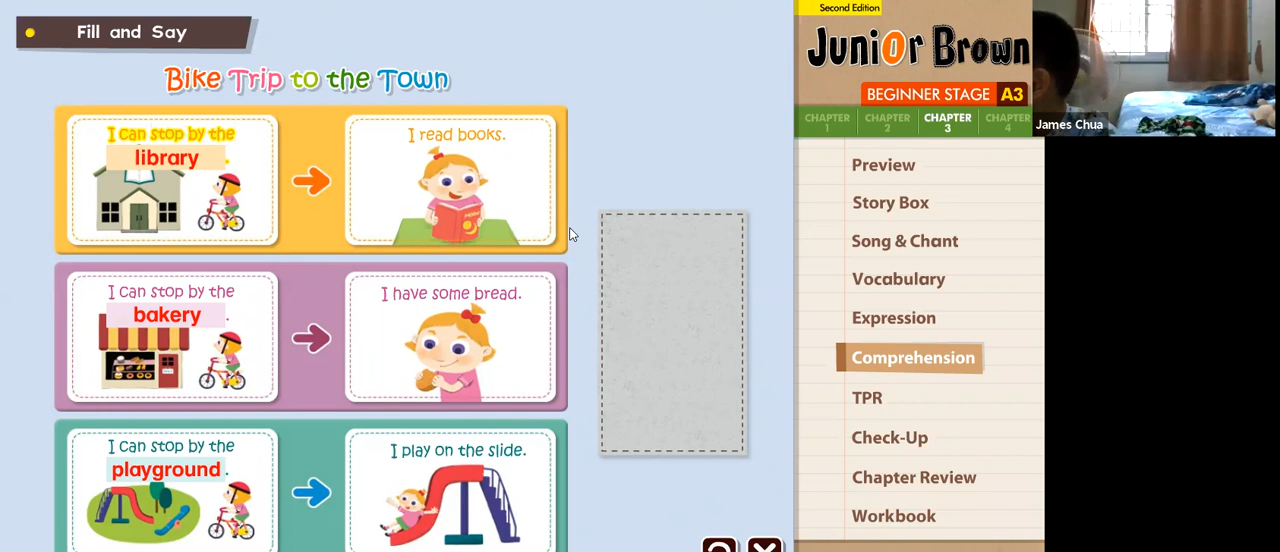 Fill and Say
Bike Trip to the Town
I can stop by the
library.
I read books.
I can stop by the
bakery.
I have some bread.
I can stop by the
playground.
I play on the slide.
Second Edition
Junior Brown
BEGINNER STAGE A3
CHAPTER 1
CHAPTER 2
CHAPTER 3
CHAPTER 4
James Chua
Preview
Story Box
Song & Chant
Vocabulary
Expression
Comprehension
TPR
Check-Up
Chapter Review
Workbook